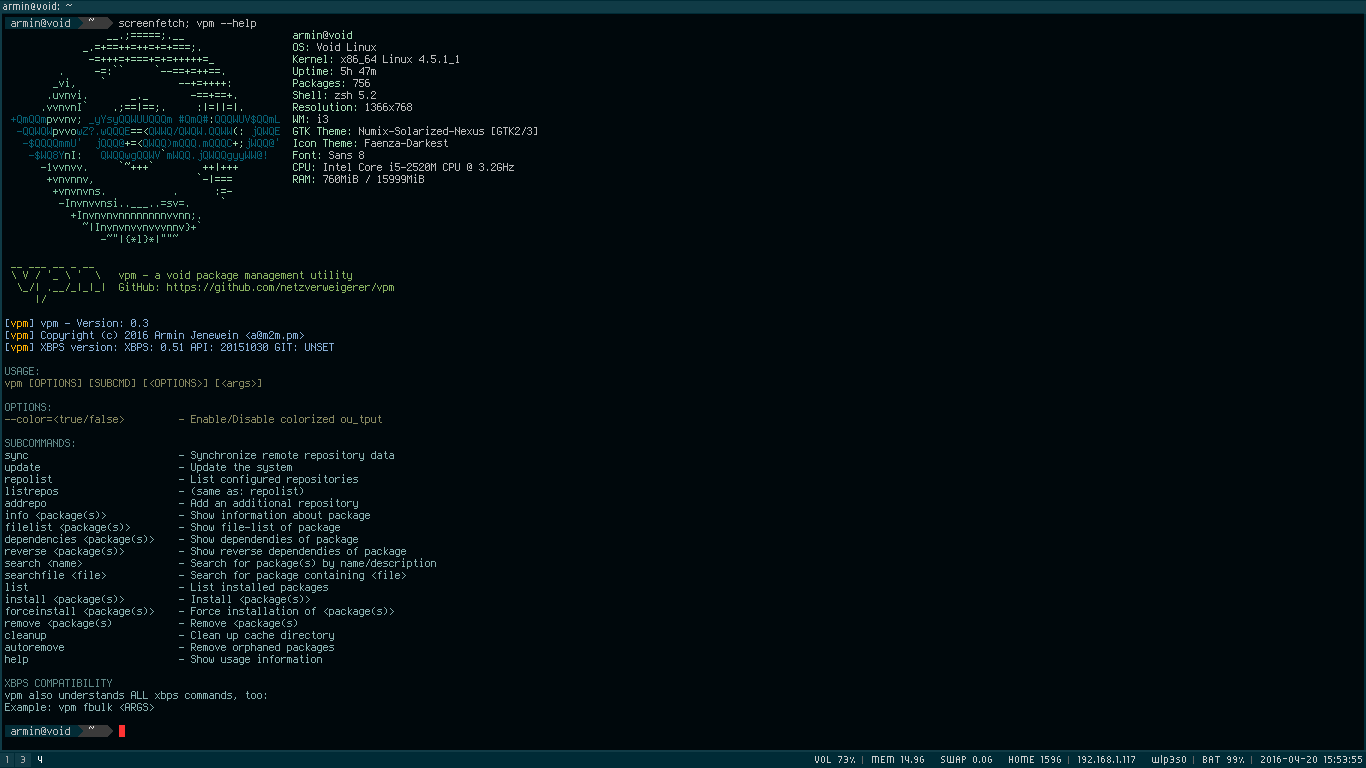 armin@void: ~
armin@void ~ screenfetch; vpm --help
armin@void
OS: Void Linux
Kernel: x86_64 Linux 4.5.1_1
Uptime: 5h 47m
Packages: 756
Shell: zsh 5.2
Resolution: 1366x768
WM: i3
GTK Theme: Numix-Solarized-Nexus [GTK2/3]
Icon Theme: Faenza-Darkest
Font: Sans 8
CPU: Intel Core i5-2520M CPU @ 3.2GHz
RAM: 760MiB / 15999MiB
vpm - a void package management utility
GitHub: https://github.com/netzverweigerer/vpm
[vpm] vpm - Version: 0.3
[vpm] Copyright (c) 2016 Armin Jenewein <a@m2m.pm>
[vpm] XBPS version: XBPS: 0.51 API: 20151030 GIT: UNSET
USAGE:
vpm [OPTIONS] [SUBCMD] [<OPTIONS>] [<args>]
OPTIONS:
--color=<true/false> - Enable/Disable colorized ou_tput
SUBCOMMANDS:
sync - Synchronize remote repository data
update - Update the system
repolist - List configured repositories
listrepos - (same as: repolist)
addrepo - Add an additional repository
info <package(s)> - Show information about package
filelist <package(s)> - Show file-list of package
dependencies <package(s)> - Show dependendies of package
reverse <package(s)> - Show reverse dependendies of package
search <name> - Search for package(s) by name/description
searchfile <file> - Search for package containing <file>
list - List installed packages
install <package(s)> - Install <package(s)>
forceinstall <package(s)> - Force installation of <package(s)>
remove <package(s) - Remove <package(s)
cleanup - Clean up cache directory
autoremove - Remove orphaned packages
help - Show usage information
XBPS COMPATIBILITY
vpm also understands ALL xbps commands, too:
Example: vpm fbulk <ARGS>
armin@void ~
1 3 4 VOL 73% | MEM 14.96 SWAP 0.06 HOME 1596 | 192.168.1.117 wlp3s0 | BAT 99% | 2016-04-20 15:53:55